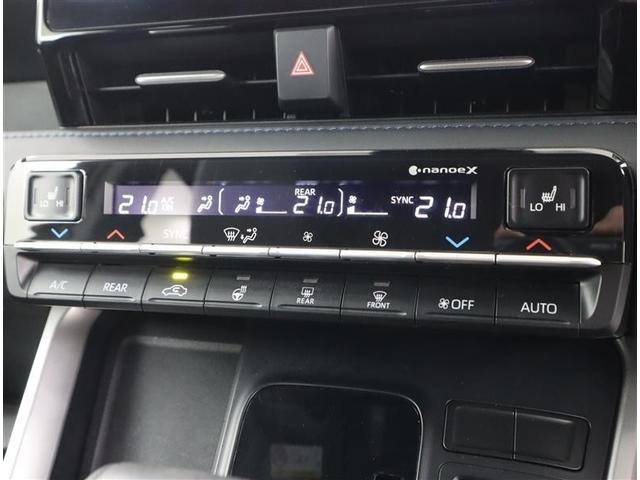 nanoeX
LO HI
21.0 A/C ON REAR 21.0 SYNC 21.0
LO HI
SYNC
A/C REAR REAR FRONT OFF AUTO